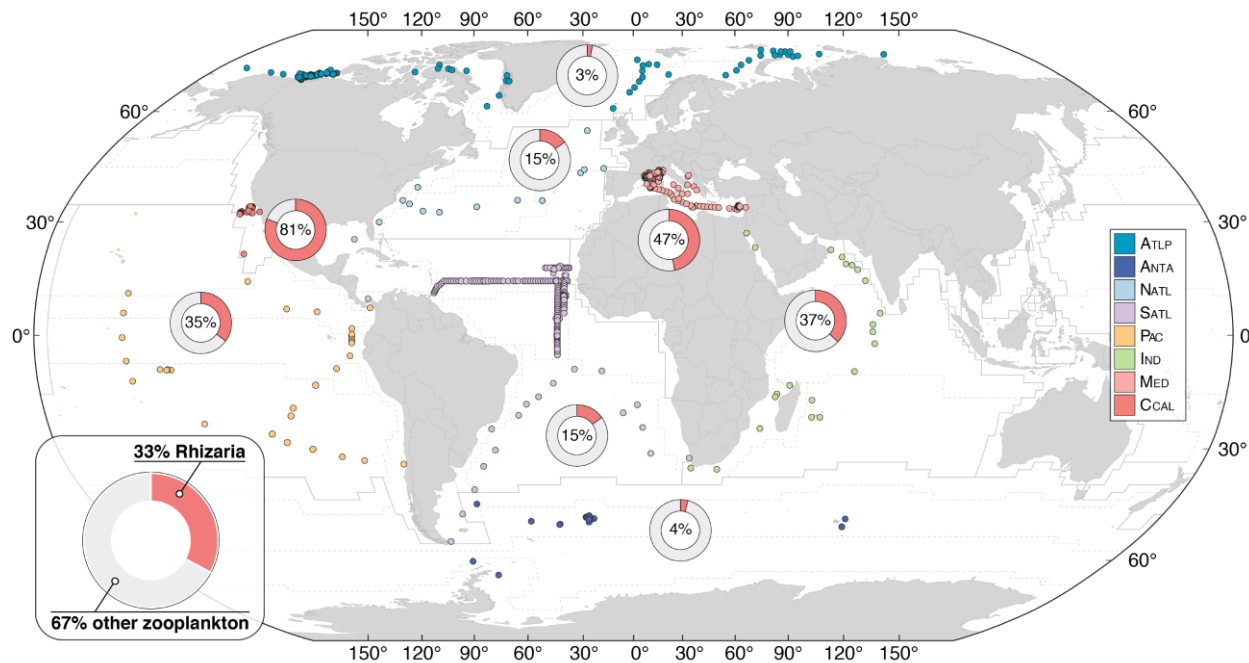 150° 120° 90° 60° 30° 0° 30° 60° 90° 120° 150°
3%
60° 60°
15%
30° 81% 47% 30°
ATLP
ANTA
NATL
SATL
PAC
IND
MED
CCAL
35% 37%
0° 0°
15%
30° 30°
33% Rhizaria
4%
60°
67% other zooplankton
150° 120° 90° 60° 30° 0° 30° 60° 90° 120° 150°